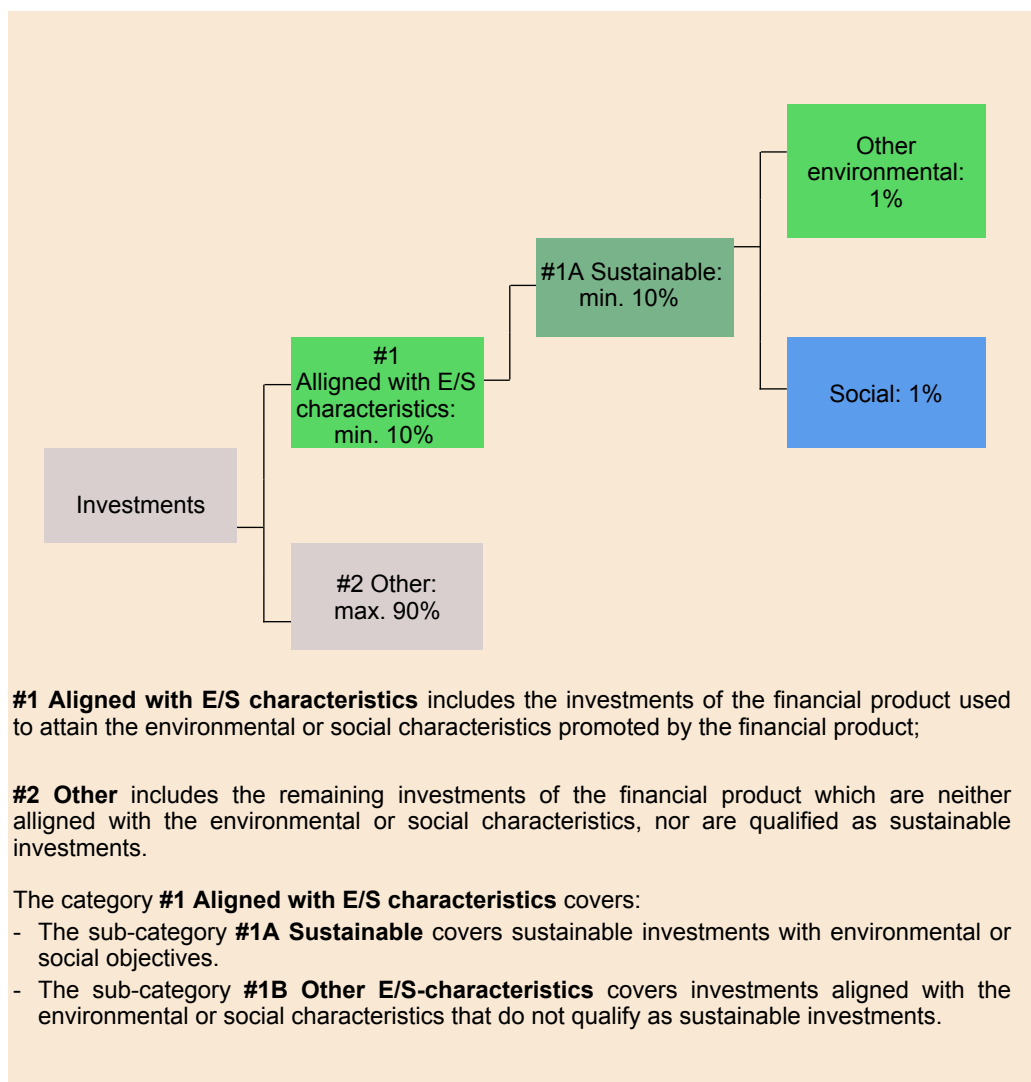 Other
environmental:
1%
#1A Sustainable:
min. 10%
#1
Alligned with E/S
characteristics:
min. 10%
Social: 1%
Investments
#2 Other:
max. 90%
#1 Aligned with E/S characteristics includes the investments of the financial product used
to attain the environmental or social characteristics promoted by the financial product;
#2 Other includes the remaining investments of the financial product which are neither
alligned with the environmental or social characteristics, nor are qualified as sustainable
investments.
The category #1 Aligned with E/S characteristics covers:
- The sub-category #1A Sustainable covers sustainable investments with environmental or
social objectives.
- The sub-category #1B Other E/S-characteristics covers investments aligned with the
environmental or social characteristics that do not qualify as sustainable investments.